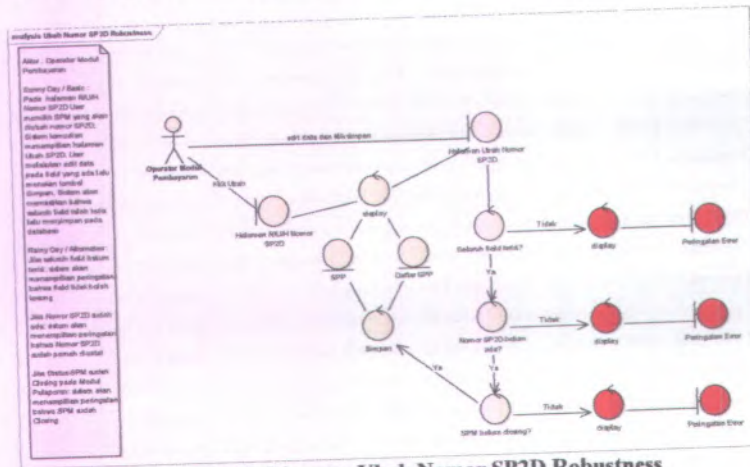 analysis Ubah Nomor SP2D Robustness
Aktor : Operator Modul
Pembayaran
Sunny Day / Basic :
Pada halaman RUUH
Nomor SP2D User
memilih SPM yang akan
diubah nomor SP2D.
Sistem kemudian
menampilkan halaman
Ubah SP2D. User
melakukan edit data
pada field yang ada lalu
menekan tombol
Simpan. Sistem akan
memastikan bahwa
seluruh field telah terisi
lalu menyimpan pada
database
Rainy Day / Alternative :
Jika seluruh field belum
terisi, sistem akan
menampilkan peringatan
bahwa field tidak boleh
kosong
Jika Nomor SP2D sudah
ada, sistem akan
menampilkan peringatan
bahwa Nomor SP2D
sudah pernah dicatat
Jika Status SPM sudah
Closing pada Modul
Pelaporan, sistem akan
menampilkan peringatan
bahwa SPM sudah
Closing
Operator Modul
Pembayaran
edit data dan klik simpan
Klik Ubah
Halaman Ubah Nomor
SP2D
Halaman RUUH Nomor
SP2D
display
SPP
Daftar SPP
Simpan
Seluruh field terisi?
Tidak
display
Peringatan Error
Ya
Nomor SP2D belum
ada?
Tidak
display
Peringatan Error
Ya
Ya
SPM belum closing?
Tidak
display
Peringatan Error
Ubah Nomor SP2D Robustness